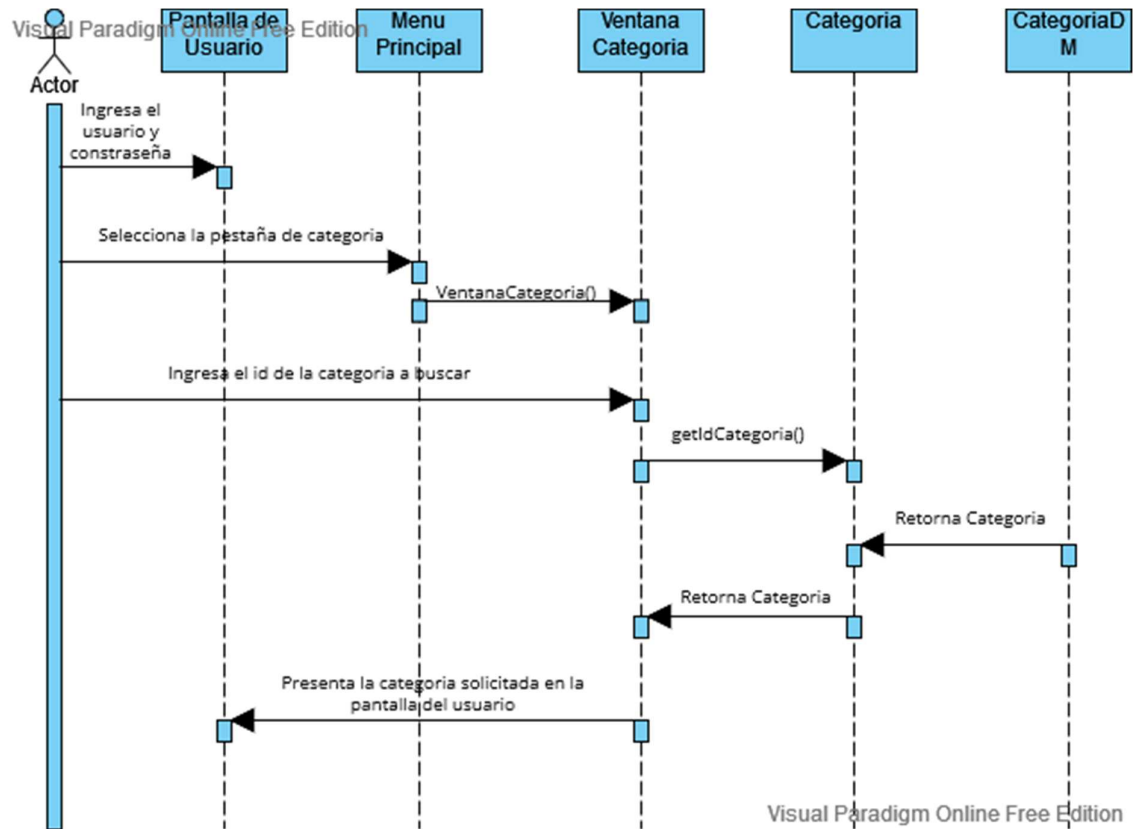 Visual Paradigm Online Free Edition
Actor
Pantalla de
Usuario
Menu
Principal
Ventana
Categoria
Categoria
CategoriaD
M
Ingresa el
usuario y
constraseña
Selecciona la pestaña de categoria
VentanaCategoria()
Ingresa el id de la categoria a buscar
getIdCategoria()
Retorna Categoria
Retorna Categoria
Presenta la categoria solicitada en la
pantalla del usuario
Visual Paradigm Online Free Edition